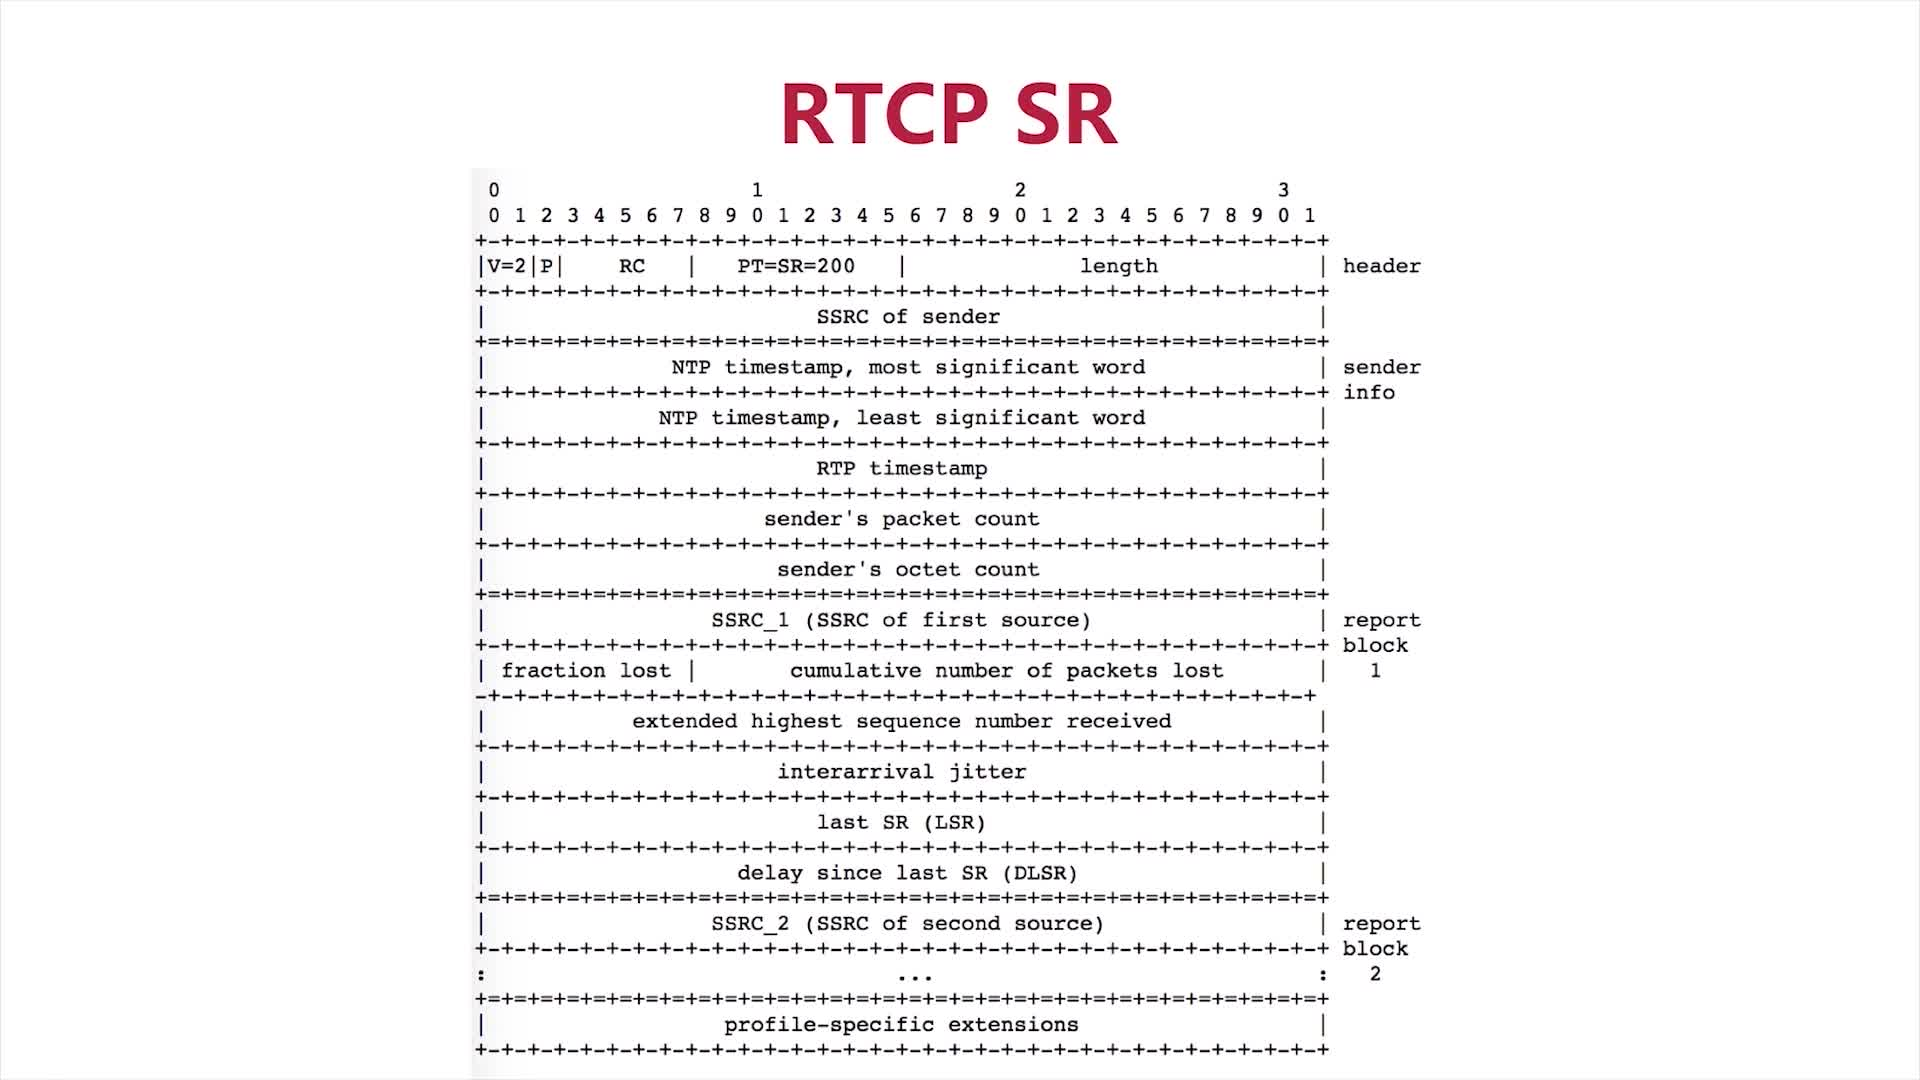 RTCP SR
0                   1                   2                   3
0 1 2 3 4 5 6 7 8 9 0 1 2 3 4 5 6 7 8 9 0 1 2 3 4 5 6 7 8 9 0 1
+-+-+-+-+-+-+-+-+-+-+-+-+-+-+-+-+-+-+-+-+-+-+-+-+-+-+-+-+-+-+-+-+
|V=2|P|    RC   |   PT=SR=200   |             length            | header
+-+-+-+-+-+-+-+-+-+-+-+-+-+-+-+-+-+-+-+-+-+-+-+-+-+-+-+-+-+-+-+-+
|                         SSRC of sender                        |
+=+=+=+=+=+=+=+=+=+=+=+=+=+=+=+=+=+=+=+=+=+=+=+=+=+=+=+=+=+=+=+=+
|              NTP timestamp, most significant word             | sender
+-+-+-+-+-+-+-+-+-+-+-+-+-+-+-+-+-+-+-+-+-+-+-+-+-+-+-+-+-+-+-+-+ info
|             NTP timestamp, least significant word             |
+-+-+-+-+-+-+-+-+-+-+-+-+-+-+-+-+-+-+-+-+-+-+-+-+-+-+-+-+-+-+-+-+
|                         RTP timestamp                         |
+-+-+-+-+-+-+-+-+-+-+-+-+-+-+-+-+-+-+-+-+-+-+-+-+-+-+-+-+-+-+-+-+
|                     sender's packet count                     |
+-+-+-+-+-+-+-+-+-+-+-+-+-+-+-+-+-+-+-+-+-+-+-+-+-+-+-+-+-+-+-+-+
|                      sender's octet count                     |
+=+=+=+=+=+=+=+=+=+=+=+=+=+=+=+=+=+=+=+=+=+=+=+=+=+=+=+=+=+=+=+=+
|                 SSRC_1 (SSRC of first source)                 | report
+-+-+-+-+-+-+-+-+-+-+-+-+-+-+-+-+-+-+-+-+-+-+-+-+-+-+-+-+-+-+-+-+ block
| fraction lost |       cumulative number of packets lost       |   1
-+-+-+-+-+-+-+-+-+-+-+-+-+-+-+-+-+-+-+-+-+-+-+-+-+-+-+-+-+-+-+-+
|           extended highest sequence number received           |
+-+-+-+-+-+-+-+-+-+-+-+-+-+-+-+-+-+-+-+-+-+-+-+-+-+-+-+-+-+-+-+-+
|                      interarrival jitter                      |
+-+-+-+-+-+-+-+-+-+-+-+-+-+-+-+-+-+-+-+-+-+-+-+-+-+-+-+-+-+-+-+-+
|                         last SR (LSR)                         |
+-+-+-+-+-+-+-+-+-+-+-+-+-+-+-+-+-+-+-+-+-+-+-+-+-+-+-+-+-+-+-+-+
|                   delay since last SR (DLSR)                  |
+=+=+=+=+=+=+=+=+=+=+=+=+=+=+=+=+=+=+=+=+=+=+=+=+=+=+=+=+=+=+=+=+
|                 SSRC_2 (SSRC of second source)                | report
+-+-+-+-+-+-+-+-+-+-+-+-+-+-+-+-+-+-+-+-+-+-+-+-+-+-+-+-+-+-+-+-+ block
:                               ...                             :   2
+=+=+=+=+=+=+=+=+=+=+=+=+=+=+=+=+=+=+=+=+=+=+=+=+=+=+=+=+=+=+=+=+
|                  profile-specific extensions                  |
+-+-+-+-+-+-+-+-+-+-+-+-+-+-+-+-+-+-+-+-+-+-+-+-+-+-+-+-+-+-+-+-+